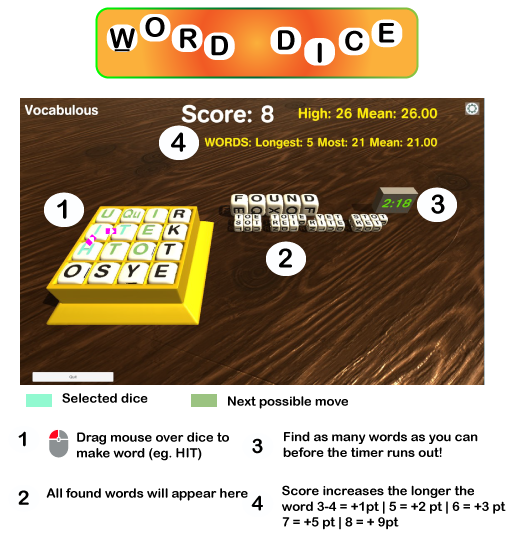 WORD DICE
Vocabulous
Score: 8
High: 26 Mean: 26.00
4
WORDS: Longest: 5 Most: 21 Mean: 21.00
1
FOUND
2:18
3
U QU I R
I T E K
H T O T
O S Y E
2
Quit
Selected dice
Next possible move
1
Drag mouse over dice to
make word (eg. HIT)
3
Find as many words as you can
before the timer runs out!
2
All found words will appear here
4
Score increases the longer the
word 3-4 = +1pt | 5 = +2 pt | 6 = +3 pt
7 = +5 pt | 8 = + 9pt